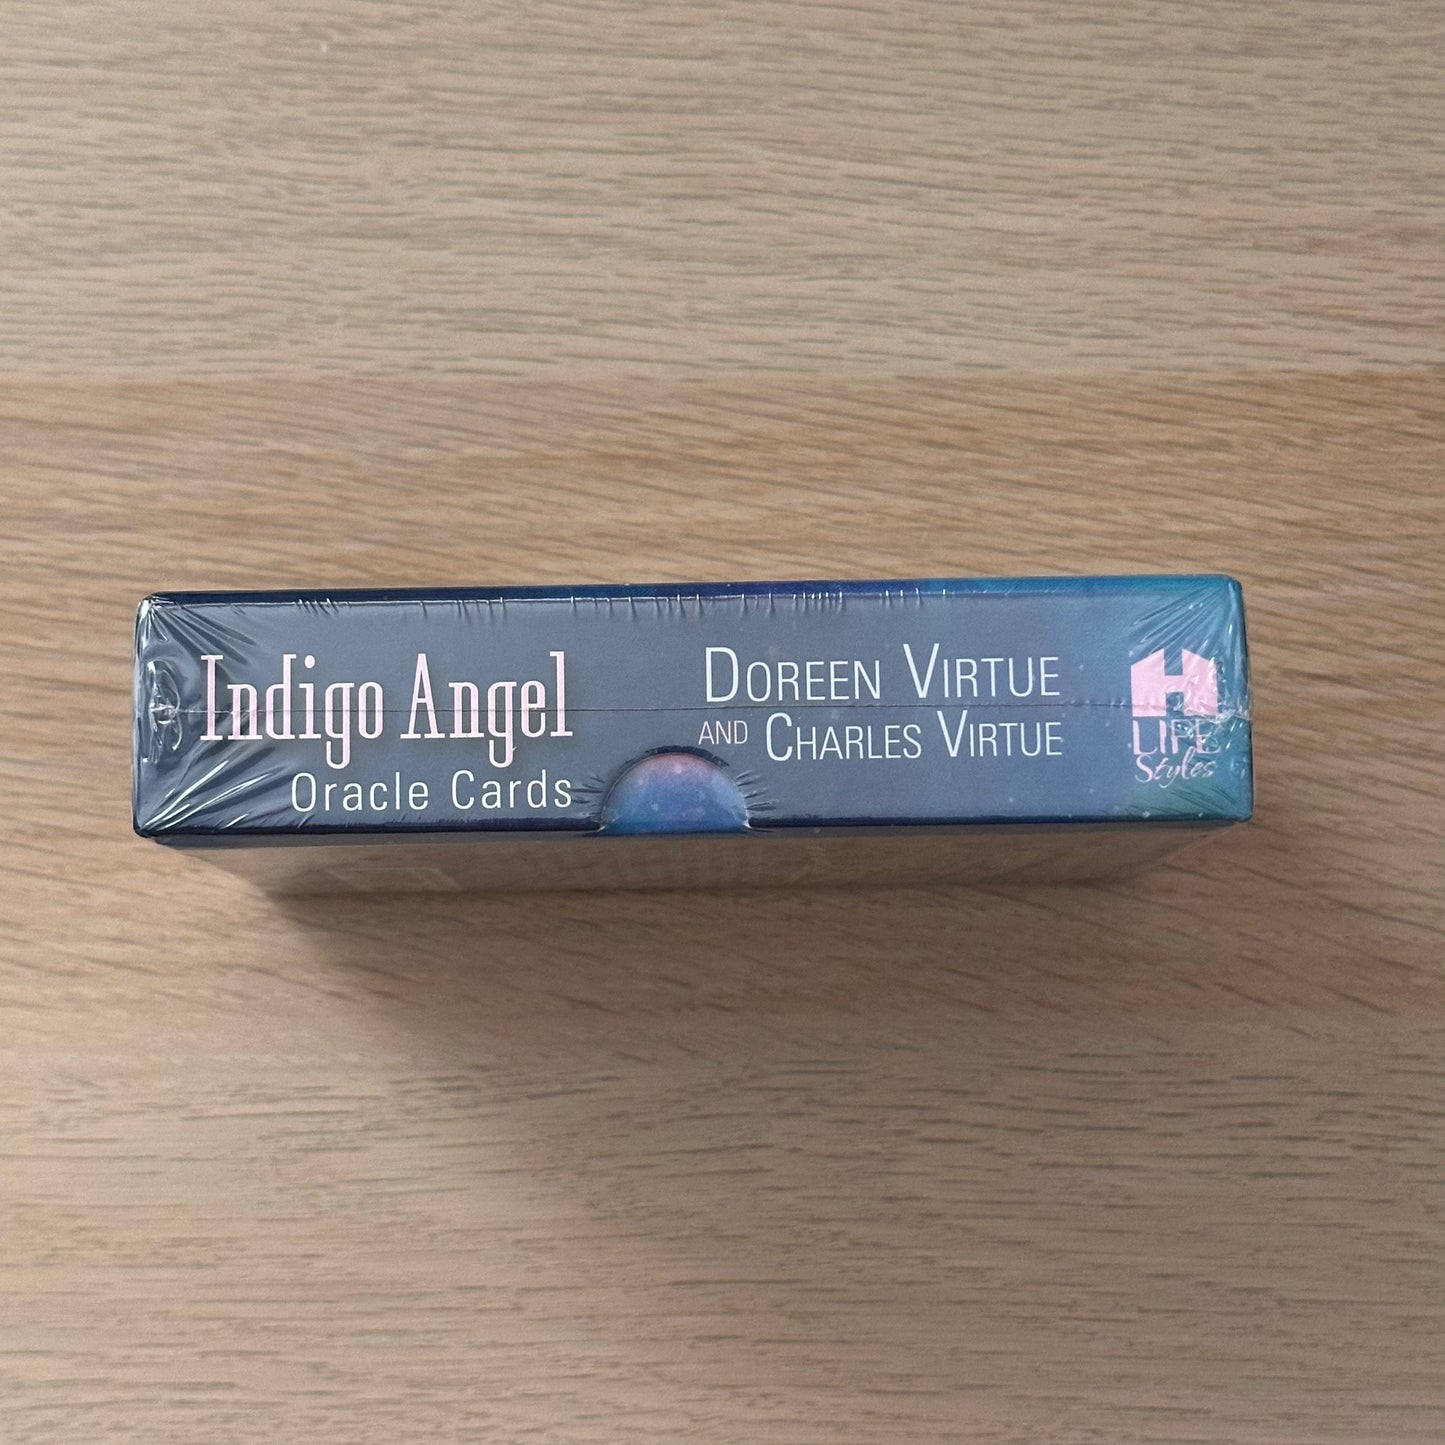 Indigo Angel
Oracle Cards
DOREEN VIRTUE
AND CHARLES VIRTUE
H
LIFE
Styles